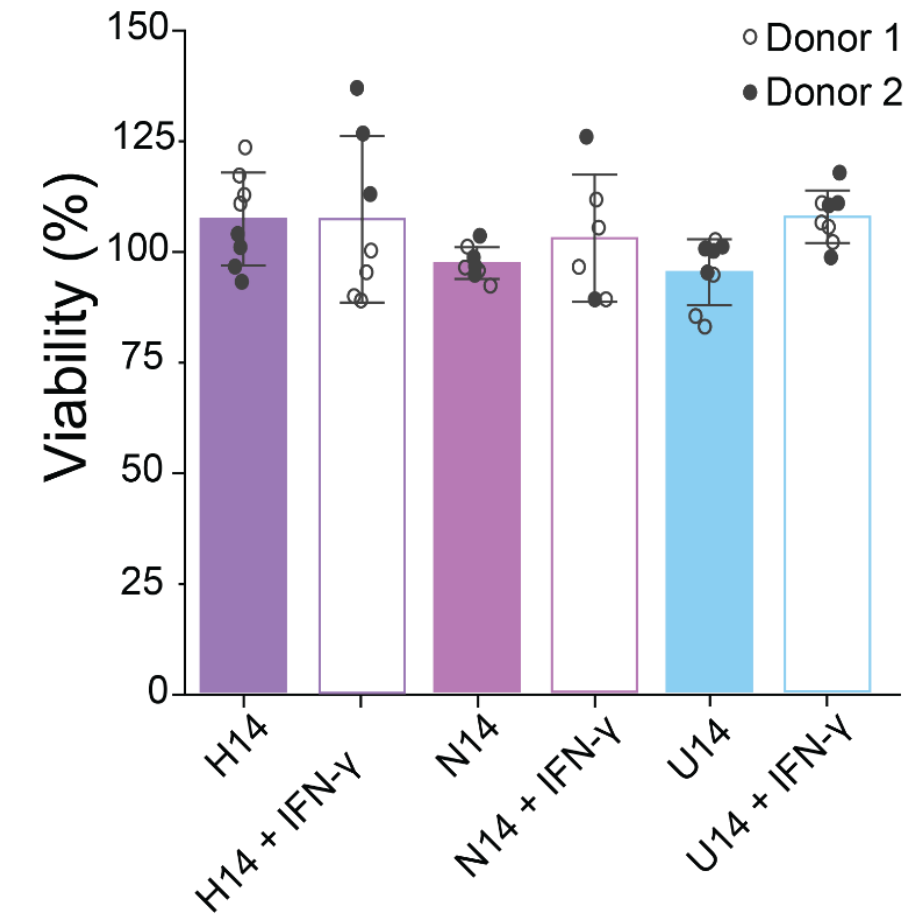 150
125
100
75
50
25
0
Viability (%)
Donor 1
Donor 2
H14
H14 + IFN-γ
N14
N14 + IFN-γ
U14
U14 + IFN-γ